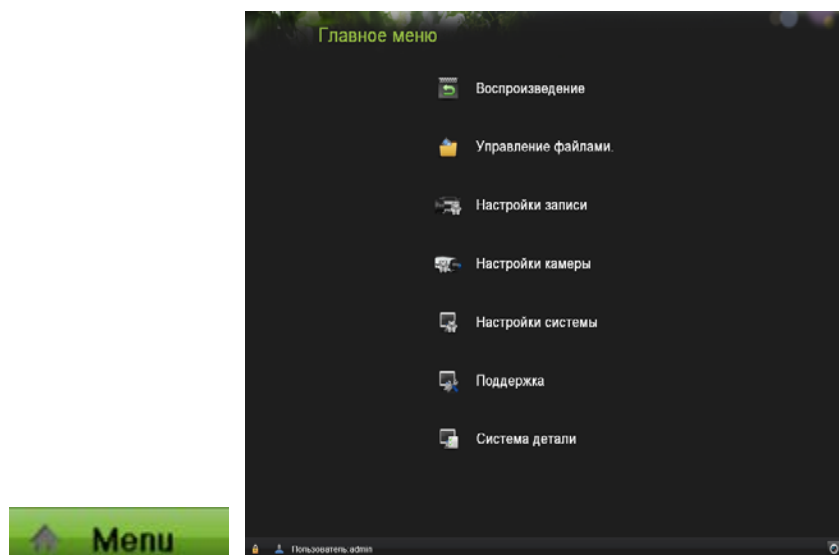 Главное меню
Воспроизведение
Управление файлами.
Настройки записи
Настройки камеры
Настройки системы
Поддержка
Система детали
Menu
Пользователь: admin